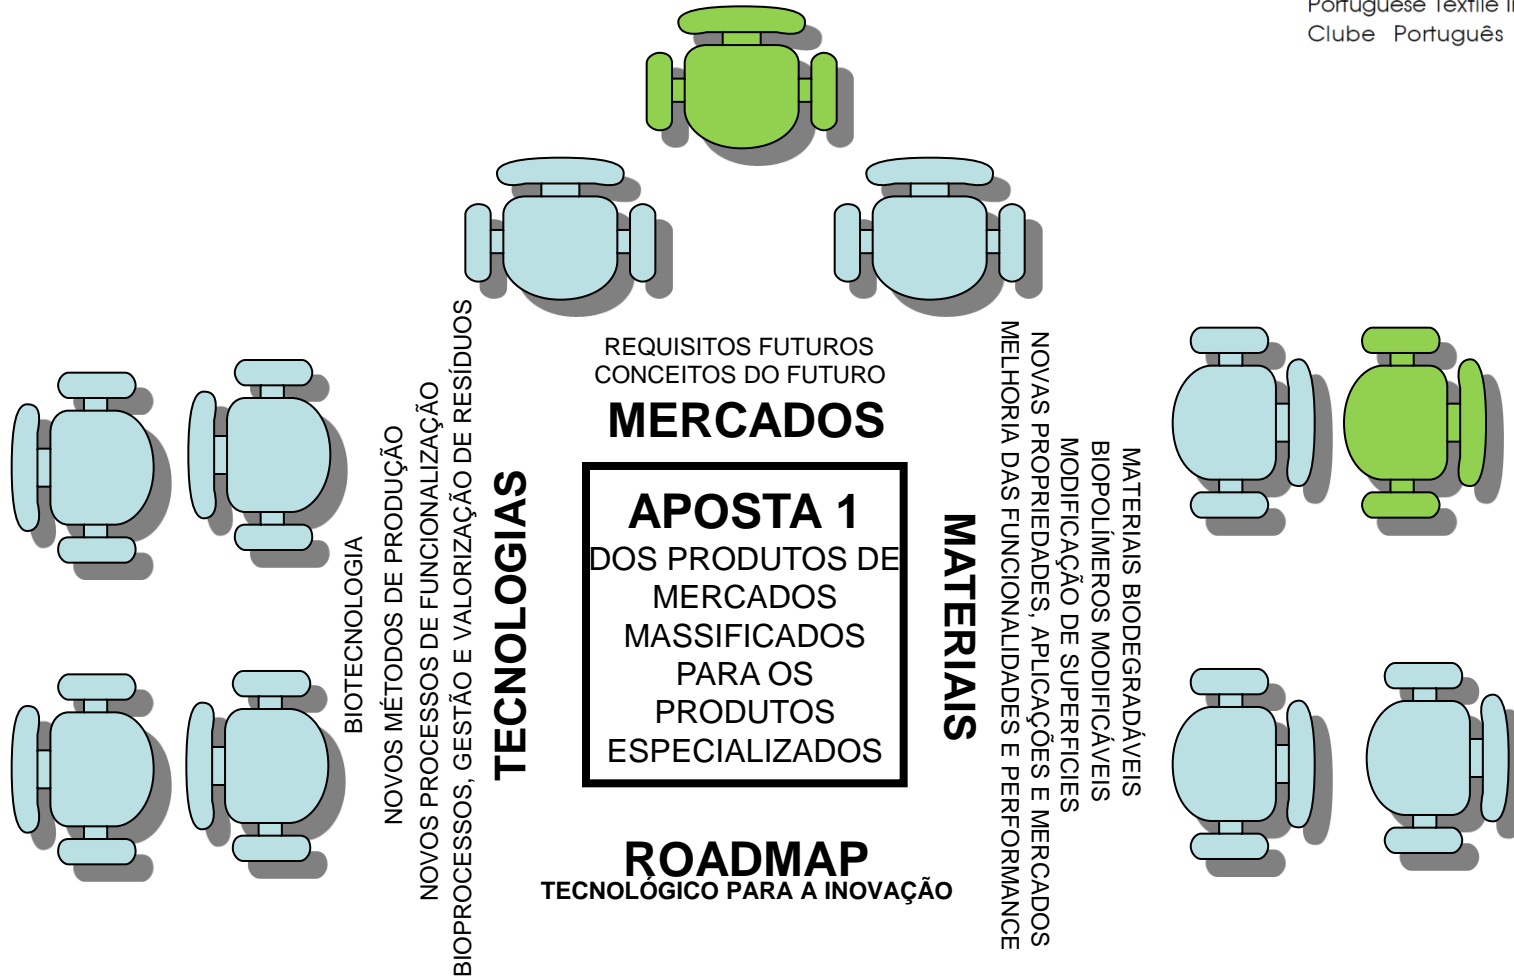 Portuguese Textile
Clube Português
REQUISITOS FUTUROS
CONCEITOS DO FUTURO
MERCADOS
BIOTECNOLOGIA
NOVOS MÉTODOS DE PRODUÇÃO
NOVOS PROCESSOS DE FUNCIONALIZAÇÃO
BIOPROCESSOS, GESTÃO E VALORIZAÇÃO DE RESÍDUOS
TECNOLOGIAS
APOSTA 1
DOS PRODUTOS DE
MERCADOS
MASSIFICADOS
PARA OS
PRODUTOS
ESPECIALIZADOS
MATERIAIS
MATERIAIS BIODEGRADÁVEIS
BIOPOLÍMEROS MODIFICÁVEIS
MODIFICAÇÃO DE SUPERFICIES
NOVAS PROPRIEDADES, APLICAÇÕES E MERCADOS
MELHORIA DAS FUNCIONALIDADES E PERFORMANCE
ROADMAP
TECNOLÓGICO PARA A INOVAÇÃO